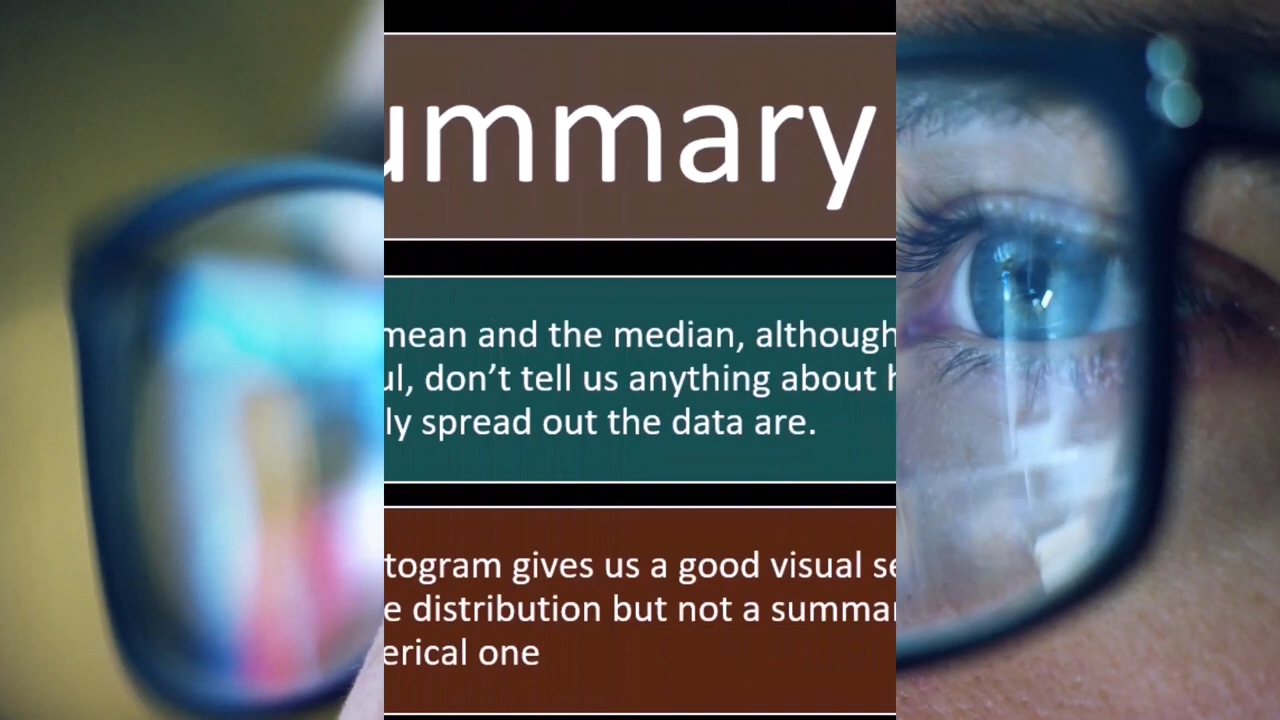 ummary
mean and the median, although
ul, don’t tell us anything about h
ly spread out the data are.
togram gives us a good visual se
e distribution but not a summar
erical one